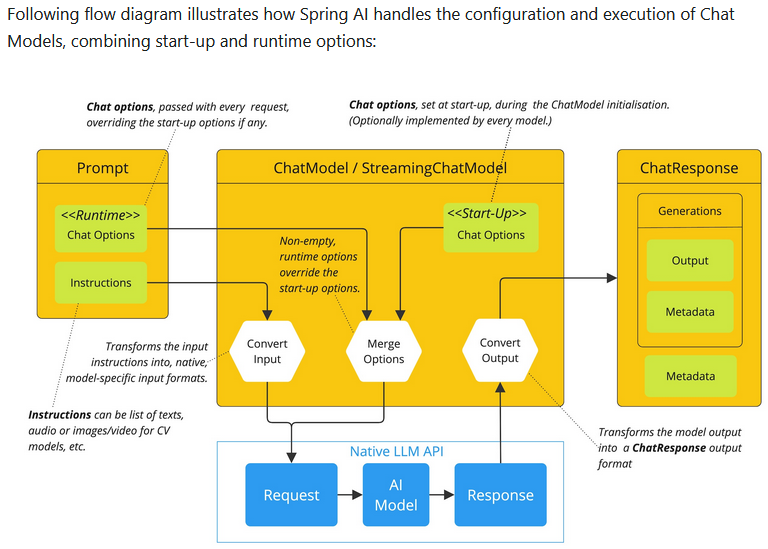 Following flow diagram illustrates how Spring AI handles the configuration and execution of Chat
Models, combining start-up and runtime options:
Chat options, passed with every request,
overriding the start-up options if any.
Chat options, set at start-up, during the ChatModel initialisation.
(Optionally implemented by every model.)
Prompt
<<Runtime>>
Chat Options
Instructions
ChatModel / StreamingChatModel
<<Start-Up>>
Chat Options
Non-empty,
runtime options
override the
start-up options.
Convert
Input
Merge
Options
Convert
Output
ChatResponse
Generations
Output
Metadata
Metadata
Transforms the input
instructions into, native,
model-specific input formats.
Instructions can be list of texts,
audio or images/video for CV
models, etc.
Transforms the model output
into a ChatResponse output
format
Native LLM API
Request
AI
Model
Response